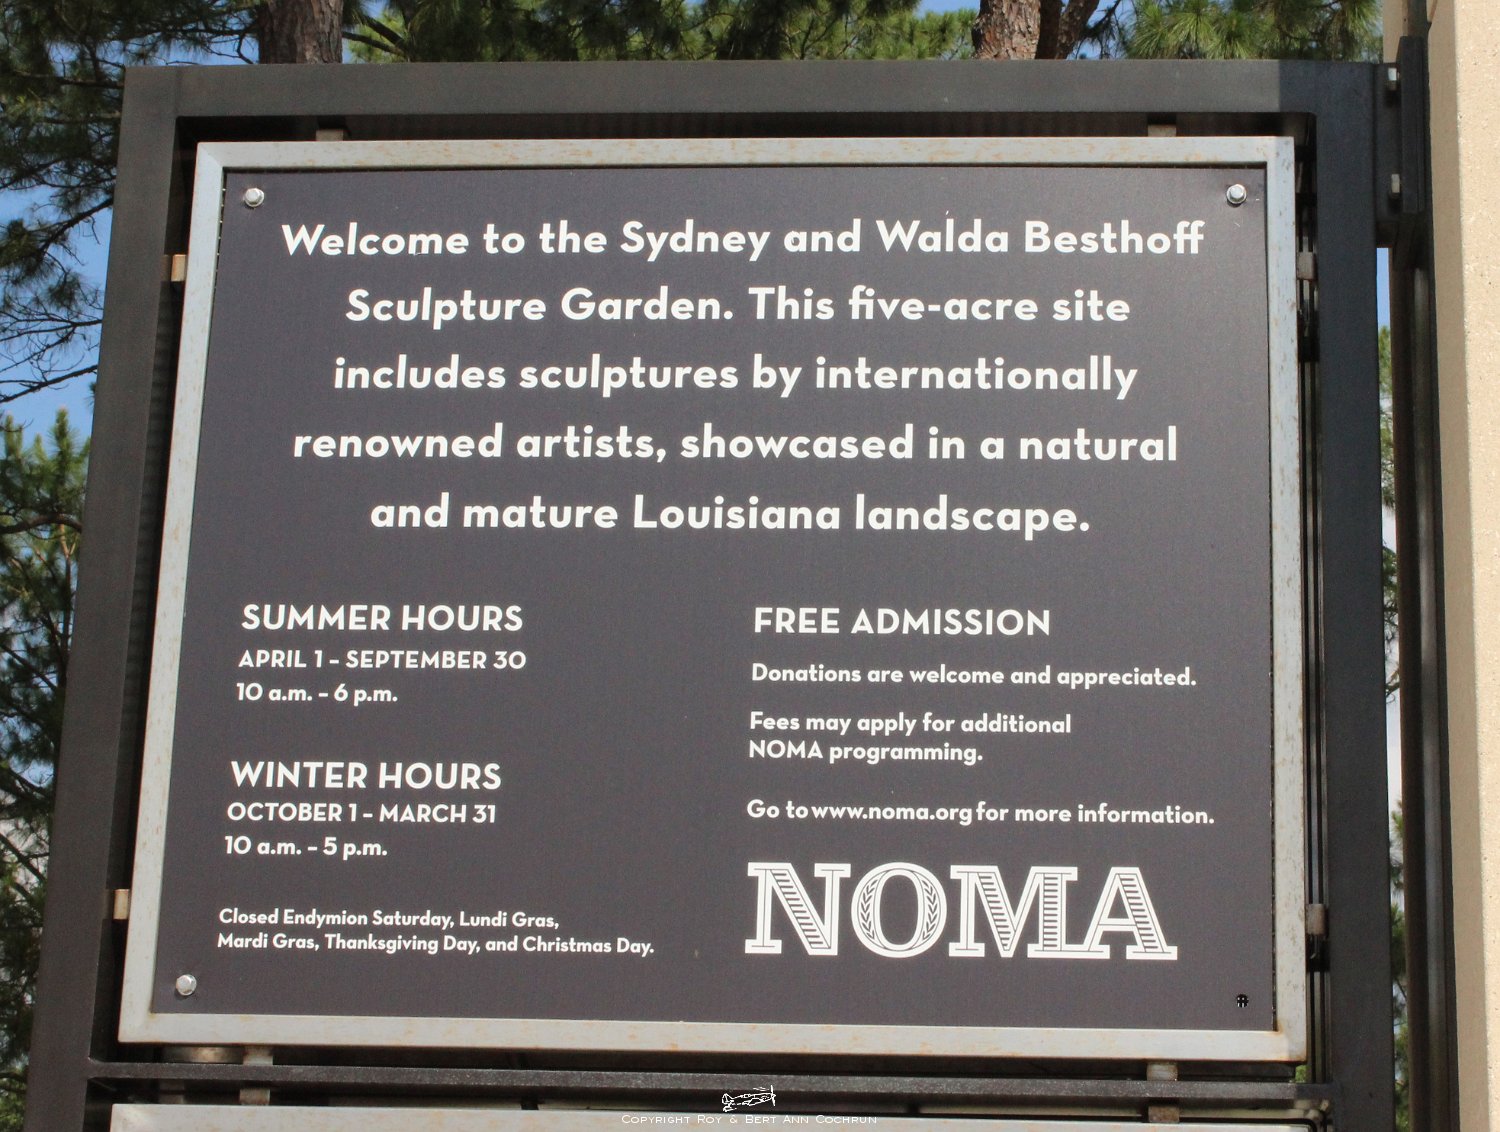 Welcome to the Sydney and Walda Besthoff
Sculpture Garden. This five-acre site
includes sculptures by internationally
renowned artists, showcased in a natural
and mature Louisiana landscape.
SUMMER HOURS
APRIL 1 – SEPTEMBER 30
10 a.m. – 6 p.m.
WINTER HOURS
OCTOBER 1 – MARCH 31
10 a.m. – 5 p.m.
Closed Endymion Saturday, Lundi Gras,
Mardi Gras, Thanksgiving Day, and Christmas Day.
FREE ADMISSION
Donations are welcome and appreciated.
Fees may apply for additional
NOMA programming.
Go to www.noma.org for more information.
NOMA
Copyright Roy & Bert Ann Cochrun